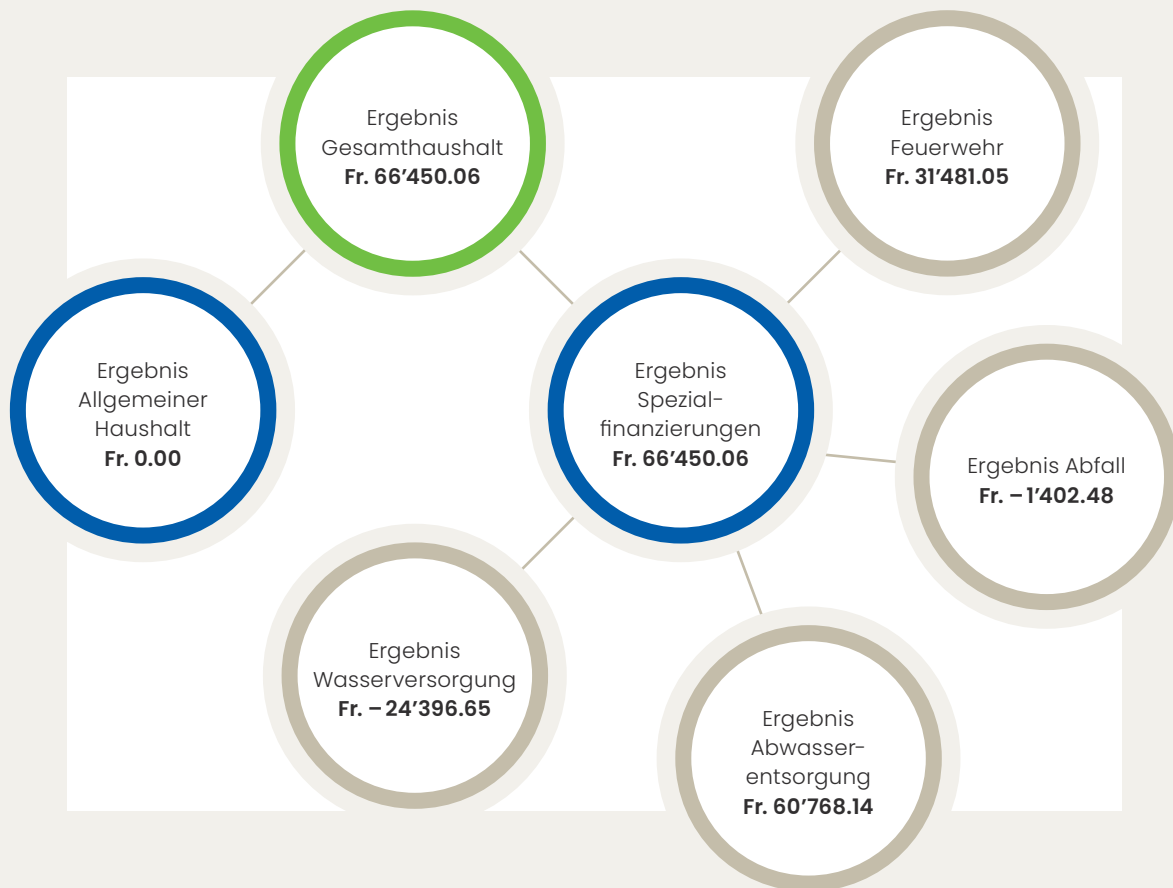 Ergebnis
Gesamthaushalt
Fr. 66’450.06
Ergebnis
Feuerwehr
Fr. 31’481.05
Ergebnis
Allgemeiner
Haushalt
Fr. 0.00
Ergebnis
Spezial-
finanzierungen
Fr. 66’450.06
Ergebnis Abfall
Fr. –1’402.48
Ergebnis
Wasserversorgung
Fr. –24’396.65
Ergebnis
Abwasser-
entsorgung
Fr. 60’768.14